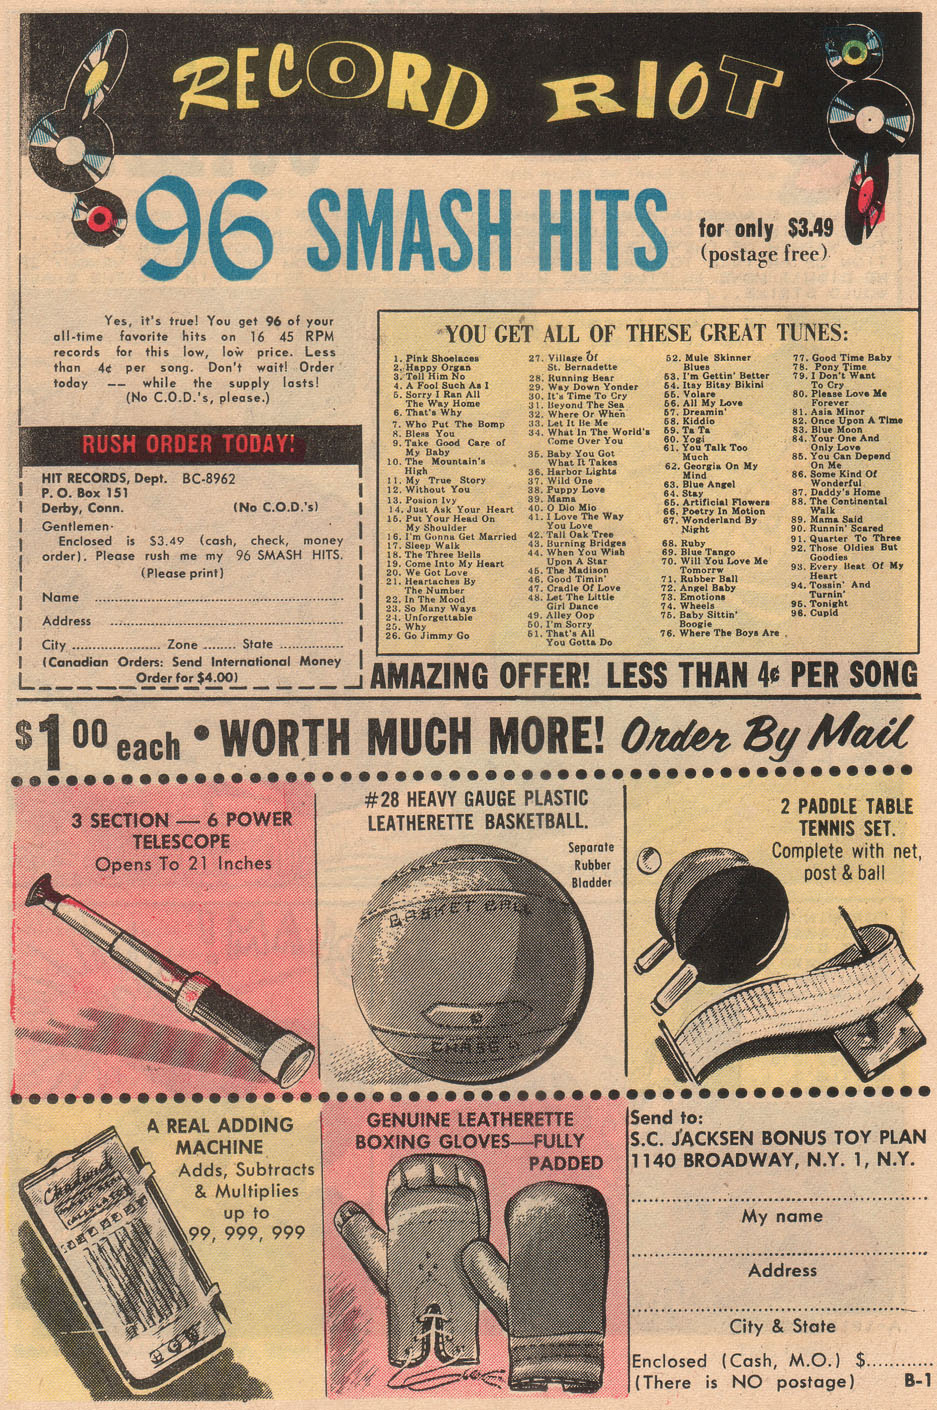 RECORD RIOT
96 SMASH HITS
for only $3.49
(postage free)
Yes, it's true! You get 96 of your
all-time favorite hits on 16 45 RPM
records for this low, low price. Less
than 4¢ per song. Don't wait! Order
today -- while the supply lasts!
(No C.O.D.'s, please.)
RUSH ORDER TODAY!
HIT RECORDS, Dept. BC-8962
P. O. Box 151
Derby, Conn. (No C.O.D.'s)
Gentlemen:
Enclosed is $3.49 (cash, check, money
order). Please rush me my 96 SMASH HITS.
(Please print)
Name
Address
City Zone State
(Canadian Orders: Send International Money
Order for $4.00)
YOU GET ALL OF THESE GREAT TUNES:
1. Pink Shoelaces
2. Happy Organ
3. Tell Him No
4. A Fool Such As I
5. Sorry I Ran All
The Way Home
6. That's Why
7. Who Put The Bomp
8. Bless You
9. Take Good Care of
My Baby
10. The Mountain's
High
11. My True Story
12. Without You
13. Posion Ivy
14. Just Ask Your Heart
15. Put Your Head On
My Shoulder
16. I'm Gonna Get Married
17. Sleep Walk
18. The Three Bells
19. Come Into My Heart
20. We Got Love
21. Heartaches By
The Number
22. In The Mood
23. So Many Ways
24. Unforgettable
25. Why
26. Go Jimmy Go
27. Village Of
St. Bernadette
28. Running Bear
29. Way Down Yonder
30. It's Time To Cry
31. Beyond The Sea
32. Where Or When
33. Let It Be Me
34. What In The World's
Come Over You
35. Baby You Got
What It Takes
36. Harbor Lights
37. Wild One
38. Puppy Love
39. Mama
40. O Dio Mio
41. I Love The Way
You Love
42. Tall Oak Tree
43. Burning Bridges
44. When You Wish
Upon A Star
45. The Madison
46. Good Timin'
47. Cradle Of Love
48. Let The Little
Girl Dance
49. Alley Oop
50. I'm Sorry
51. That's All
You Gotta Do
52. Mule Skinner
Blues
53. I'm Gettin' Better
54. Itsy Bitsy Bikini
55. Volare
56. All My Love
57. Dreamin'
58. Kiddio
59. Ta Ta
60. Yogi
61. You Talk Too
Much
62. Georgia On My
Mind
63. Blue Angel
64. Stay
65. Artificial Flowers
66. Poetry In Motion
67. Wonderland By
Night
68. Ruby
69. Blue Tango
70. Will You Love Me
Tomorrw
71. Rubber Ball
72. Angel Baby
73. Emotions
74. Wheels
75. Baby Sittin'
Boogie
76. Where The Boys Are
77. Good Time Baby
78. Pony Time
79. I Don't Want
To Cry
80. Please Love Me
Forever
81. Asia Minor
82. Once Upon A Time
83. Blue Moon
84. Your One And
Only Love
85. You Can Depend
On Me
86. Some Kind Of
Wonderful
87. Daddy's Home
88. The Continental
Walk
89. Mama Said
90. Runnin' Scared
91. Quarter To Three
92. Those Oldies But
Goodies
93. Every Beat Of My
Heart
94. Tossin' And
Turnin'
95. Tonight
96. Cupid
AMAZING OFFER! LESS THAN 4¢ PER SONG
$1.00 each • WORTH MUCH MORE! Order By Mail
3 SECTION — 6 POWER
TELESCOPE
Opens To 21 Inches
#28 HEAVY GAUGE PLASTIC
LEATHERETTE BASKETBALL.
Separate
Rubber
Bladder
BASKET BALL
CHASE
2 PADDLE TABLE
TENNIS SET.
Complete with net,
post & ball
A REAL ADDING
MACHINE
Adds, Subtracts
& Multiplies
up to
99, 999, 999
CALCULATOR
GENUINE LEATHERETTE
BOXING GLOVES—FULLY
PADDED
Send to:
S.C. JACKSEN BONUS TOY PLAN
1140 BROADWAY, N.Y. 1, N.Y.
My name
Address
City & State
Enclosed (Cash, M.O.) $
(There is NO postage) B-1